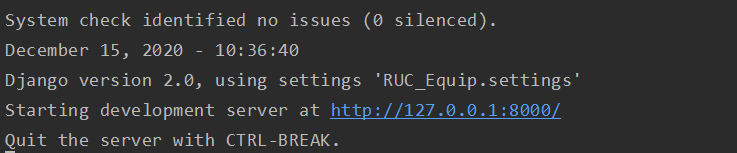 System check identified no issues (0 silenced).
December 15, 2020 - 10:36:40
Django version 2.0, using settings 'RUC_Equip.settings'
Starting development server at http://127.0.0.1:8000/
Quit the server with CTRL-BREAK.